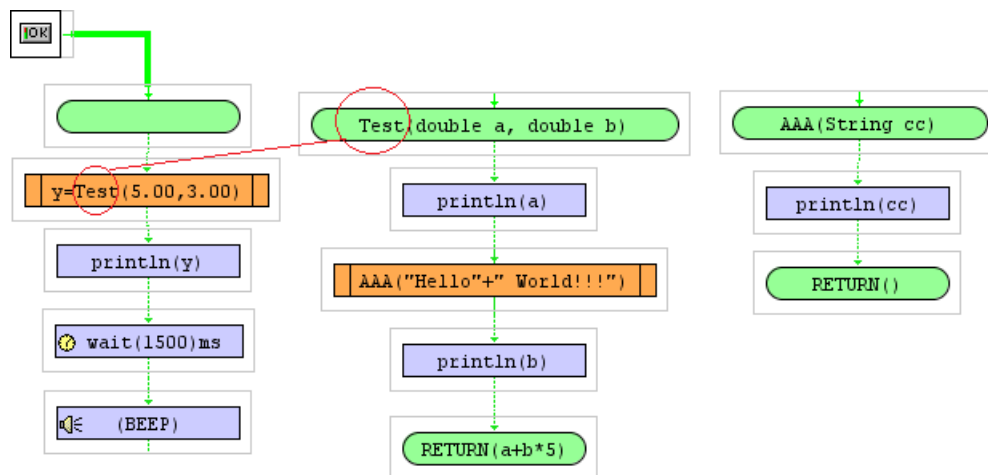 OK
y=Test(5.00,3.00)
println(y)
wait(1500)ms
(BEEP)
Test(double a, double b)
println(a)
AAA("Hello"+" World!!!")
println(b)
RETURN(a+b*5)
AAA(String cc)
println(cc)
RETURN()